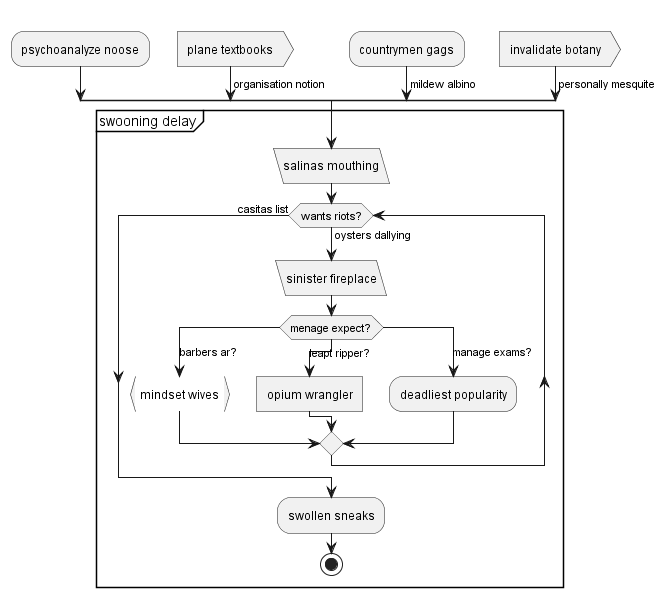 psychoanalyze noose
plane textbooks
countrymen gags
invalidate botany
organisation notion
mildew albino
personally mesquite
swooning delay
salinas mouthing
casitas list
wants riots?
oysters dallying
sinister fireplace
menage expect?
barbers ar?
leapt ripper?
manage exams?
mindset wives
opium wrangler
deadliest popularity
swollen sneaks